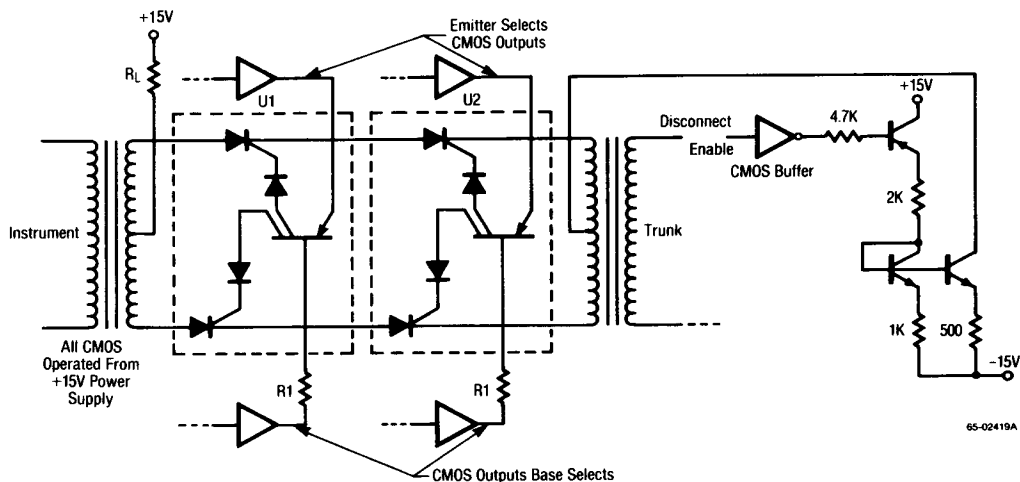 +15V
Emitter Selects
CMOS Outputs
RL
U1
U2
+15V
Disconnect
Enable
4.7K
CMOS Buffer
2K
Instrument
Trunk
1K
500
All CMOS
Operated From
+15V Power
Supply
R1
R1
–15V
65-02419A
CMOS Outputs Base Selects